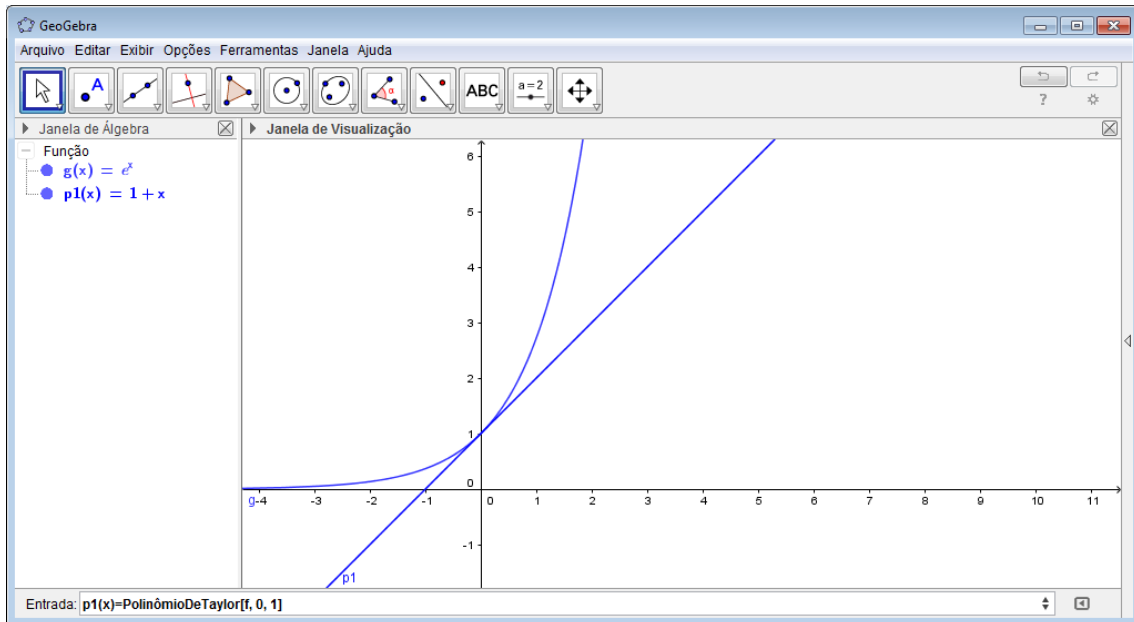 GeoGebra
Arquivo Editar Exibir Opções Ferramentas Janela Ajuda
A α ABC a=2 ?
Janela de Álgebra Janela de Visualização
Função
g(x) = eˣ
p1(x) = 1 + x
6
5
4
3
2
1
0
g -4 -3 -2 -1 0 1 2 3 4 5 6 7 8 9 10 11
-1
p1
Entrada: p1(x)=PolinômioDeTaylor[f, 0, 1]